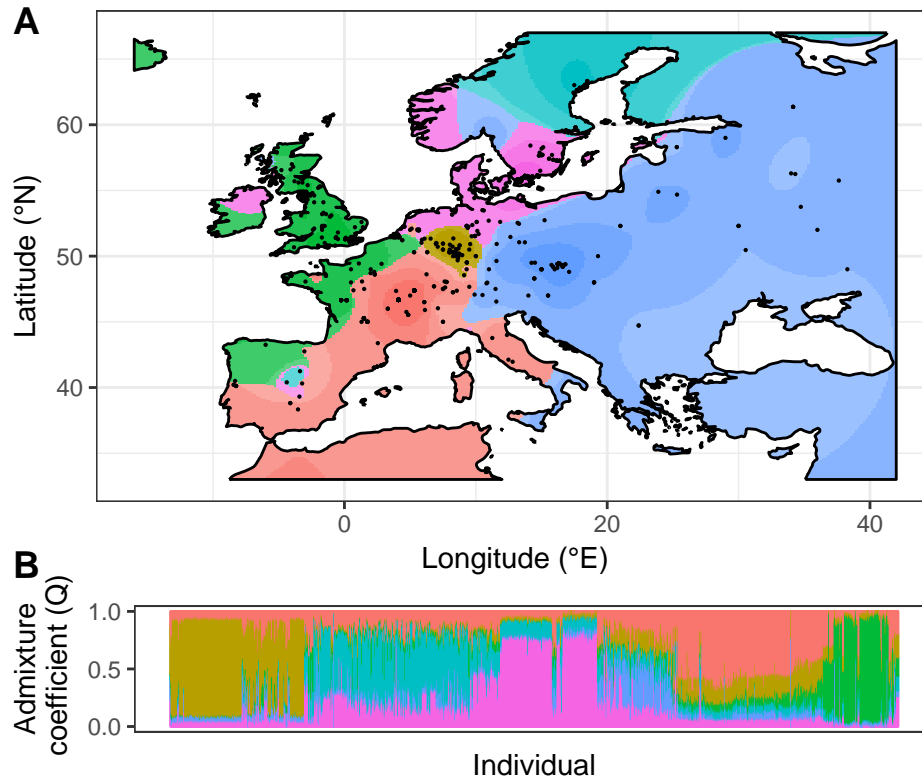 A
60
50
40
Latitude (°N)
0
20
40
Longitude (°E)
B
1.0
0.5
0.0
Admixture
coefficient (Q)
Individual